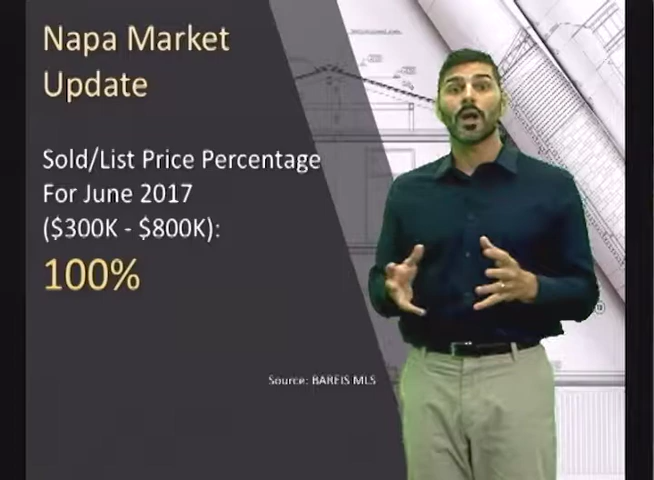 Napa Market
Update
Sold/List Price Percentage
For June 2017
($300K - $800K):
100%
Source: BAREIS MLS